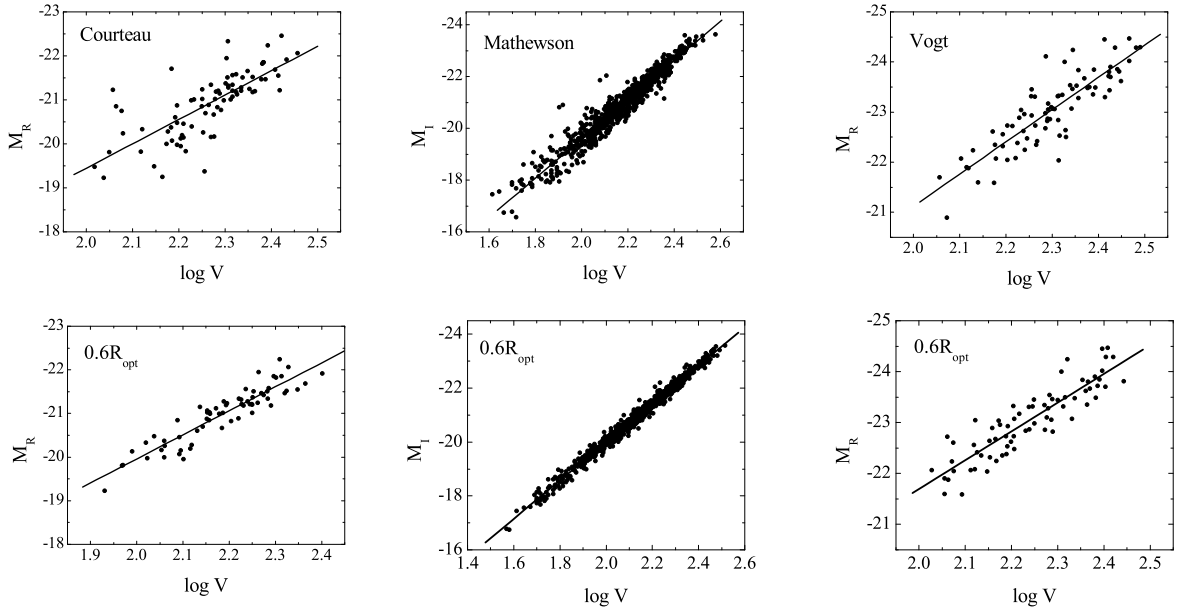 Courteau
-23
-22
-21
-20
-19
-18
M_R
2.0 2.1 2.2 2.3 2.4 2.5
log V
Mathewson
-24
-22
-20
-18
-16
M_I
1.6 1.8 2.0 2.2 2.4 2.6
log V
Vogt
-25
-24
-23
-22
-21
M_R
2.0 2.1 2.2 2.3 2.4 2.5
log V
0.6R_opt
-23
-22
-21
-20
-19
-18
M_R
1.9 2.0 2.1 2.2 2.3 2.4
log V
0.6R_opt
-24
-22
-20
-18
-16
M_I
1.4 1.6 1.8 2.0 2.2 2.4 2.6
log V
0.6R_opt
-25
-24
-23
-22
-21
M_R
2.0 2.1 2.2 2.3 2.4 2.5
log V